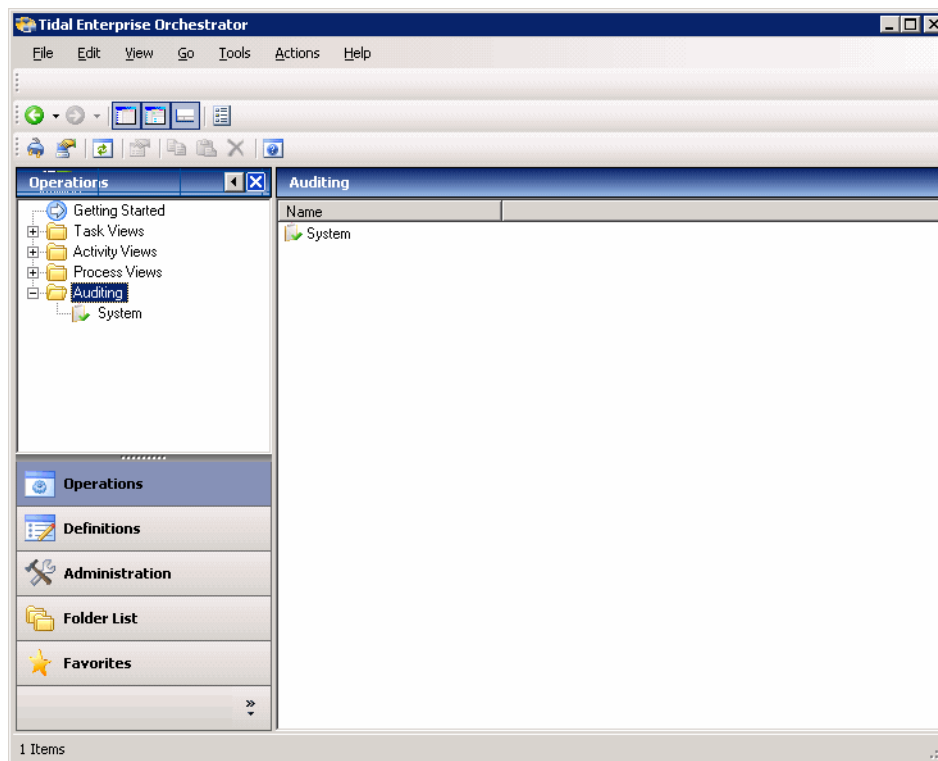 Tidal Enterprise Orchestrator
File Edit View Go Tools Actions Help
Operations
Auditing
Getting Started
Task Views
Activity Views
Process Views
Auditing
System
Name
System
Operations
Definitions
Administration
Folder List
Favorites
1 Items